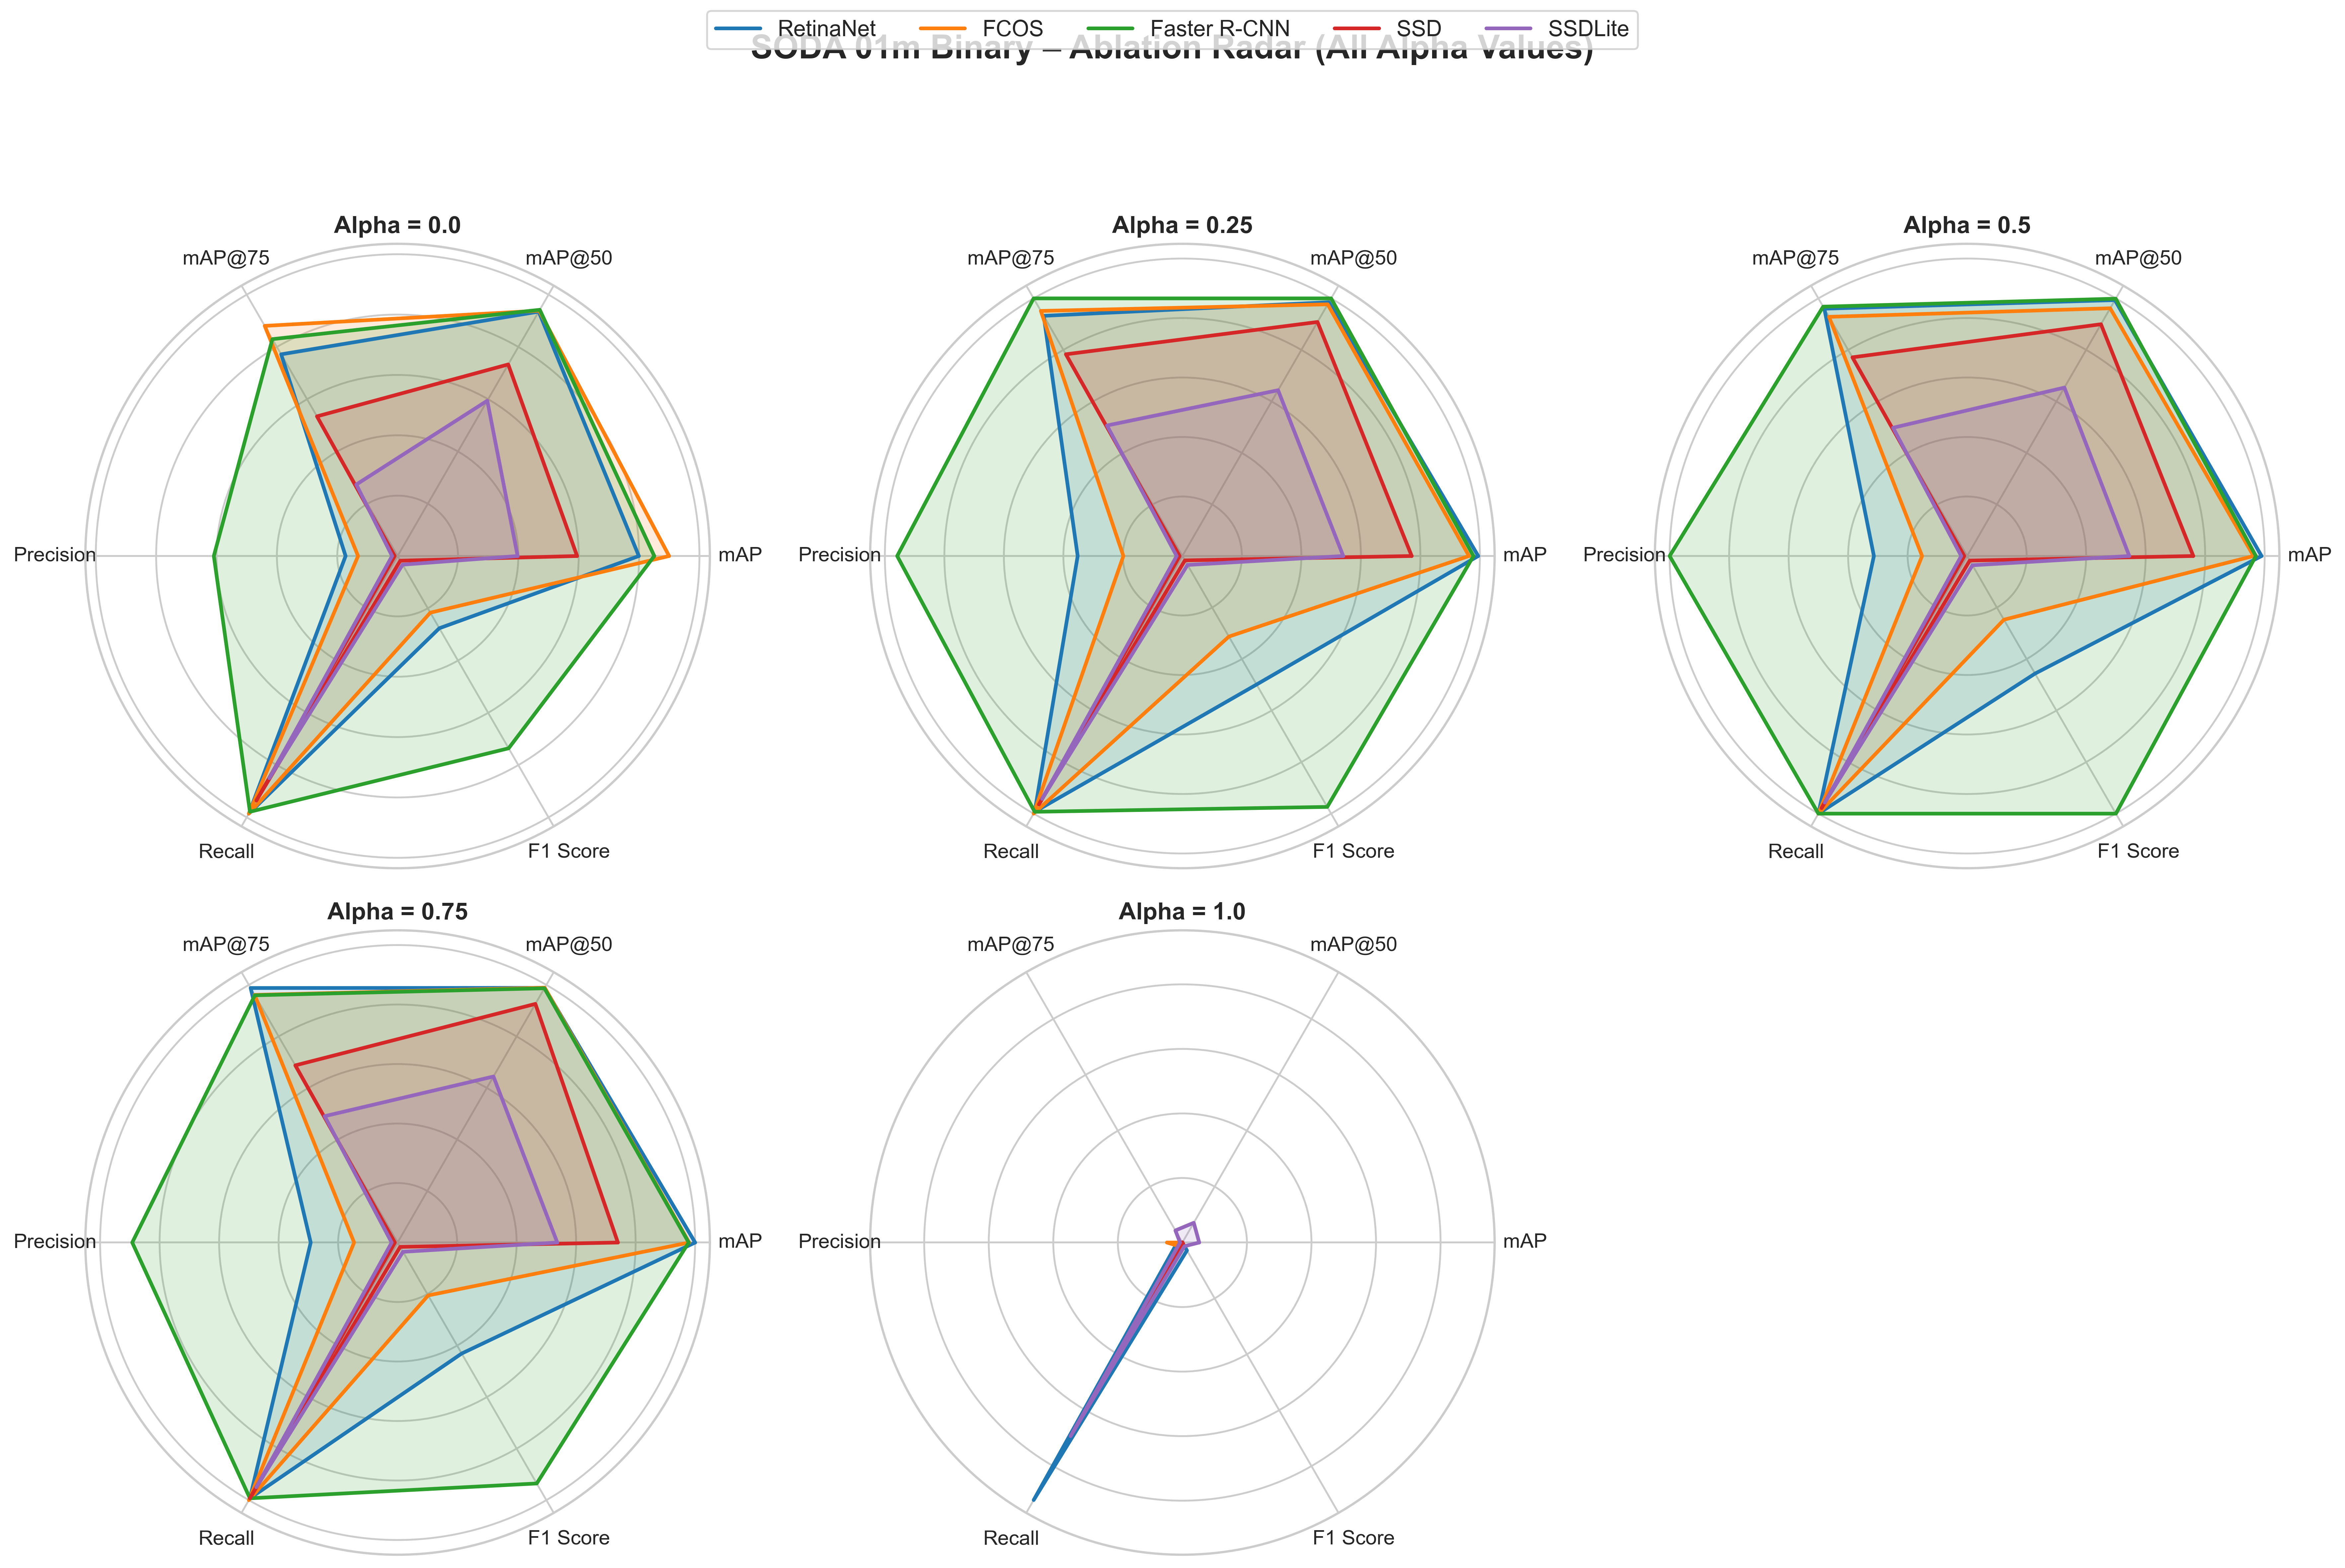 RetinaNet FCOS Faster R-CNN SSD SSDLite
SODA 01m Binary – Ablation Radar (All Alpha Values)
Alpha = 0.0
mAP@75
mAP@50
Precision
mAP
Recall
F1 Score
Alpha = 0.25
mAP@75
mAP@50
Precision
mAP
Recall
F1 Score
Alpha = 0.5
mAP@75
mAP@50
Precision
mAP
Recall
F1 Score
Alpha = 0.75
mAP@75
mAP@50
Precision
mAP
Recall
F1 Score
Alpha = 1.0
mAP@75
mAP@50
Precision
mAP
Recall
F1 Score